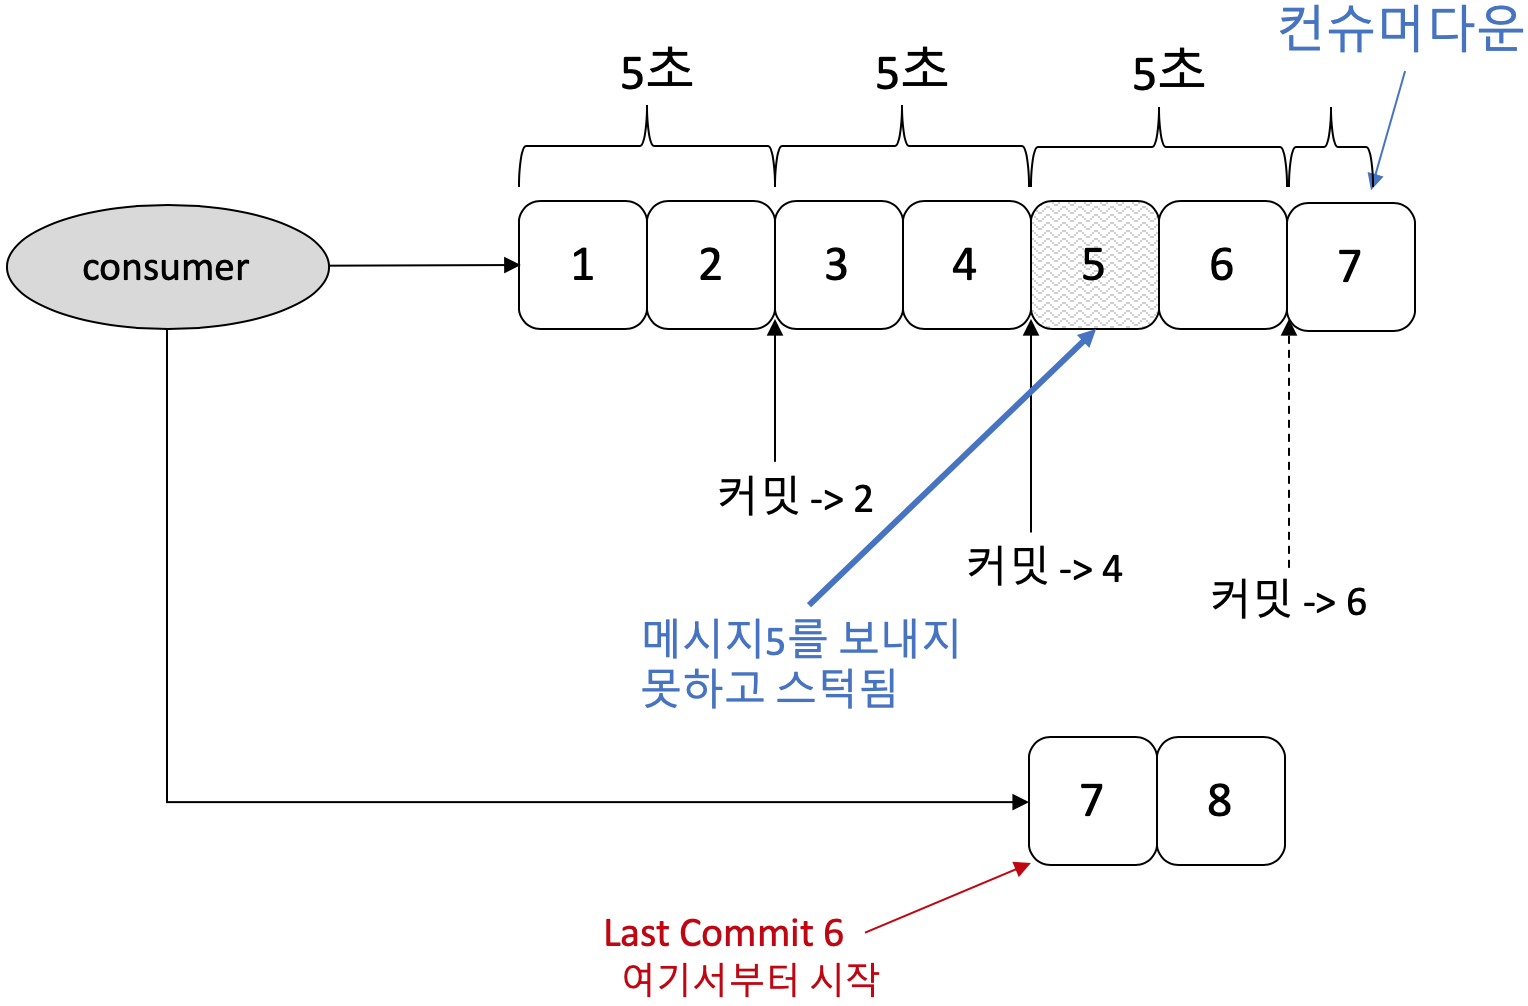 컨슈머다운
5초
5초
5초
consumer
1
2
3
4
5
6
7
커밋 -> 2
커밋 -> 4
커밋 -> 6
메시지5를 보내지
못하고 스턱됨
7
8
Last Commit 6
여기서부터 시작